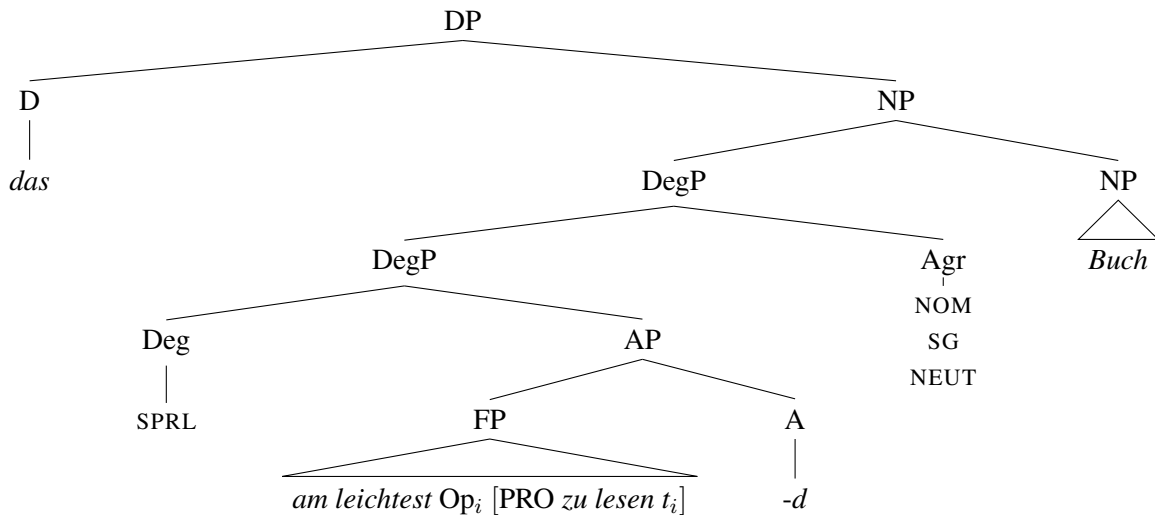 DP
D NP
das DegP NP
DegP Agr Buch
NOM
Deg AP SG
NEUT
SPRL FP A
am leichtest Opᵢ [PRO zu lesen tᵢ] -d